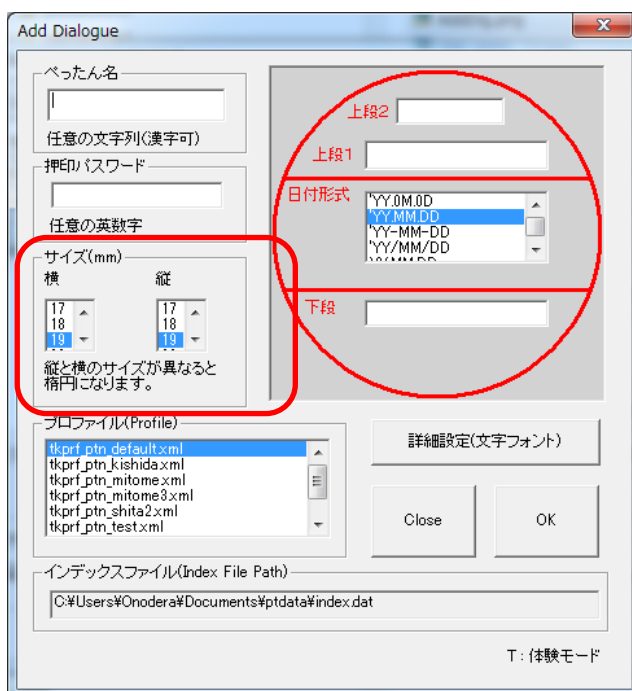 Add Dialogue
ぺったん名
任意の文字列(漢字可)
押印パスワード
任意の英数字
サイズ(mm)
横 縦
17 17
18 18
19 19
縦と横のサイズが異なると
楕円になります。
上段2
上段1
日付形式
'YY.0M.0D
'YY.MM.DD
'YY-MM-DD
'YY/MM/DD
下段
プロファイル(Profile)
tkprf_ptn_default.xml
tkprf_ptn_kishida.xml
tkprf_ptn_mitome.xml
tkprf_ptn_mitome3.xml
tkprf_ptn_shita2.xml
tkprf_ptn_test.xml
詳細設定(文字フォント)
Close OK
インデックスファイル(Index File Path)
C:¥Users¥Onodera¥Documents¥ptdata¥index.dat
T : 体験モード